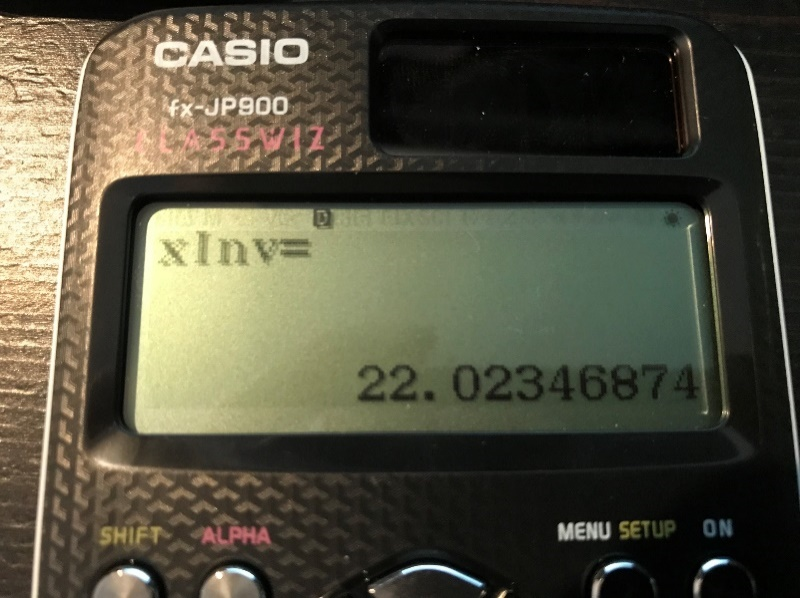 CASIO
fx-JP900
CLASSWIZ
D
xInv=
22.02346874
SHIFT ALPHA MENU SETUP ON